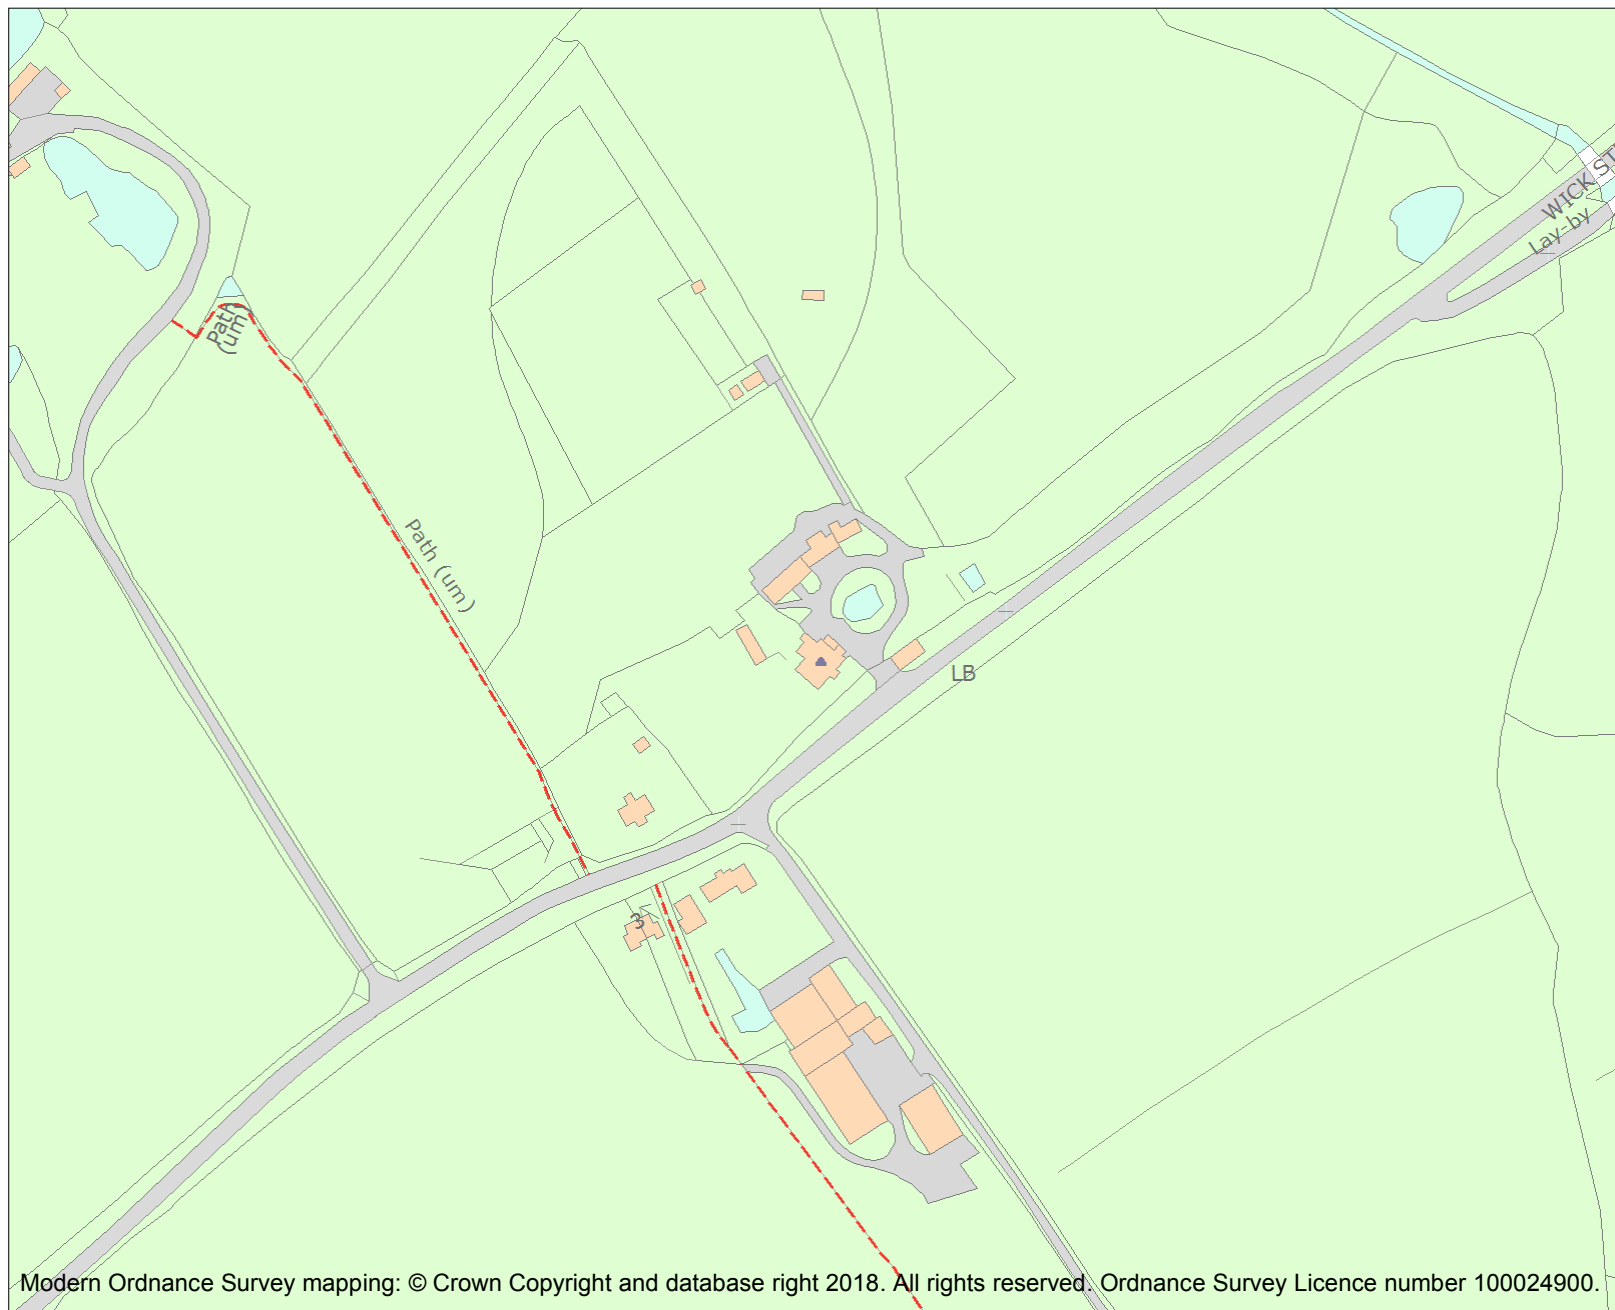 WICK ST
Lay-by
Path
(um)
Path (um)
LB
3
Modern Ordnance Survey mapping: © Crown Copyright and database right 2018. All rights reserved. Ordnance Survey Licence number 100024900.